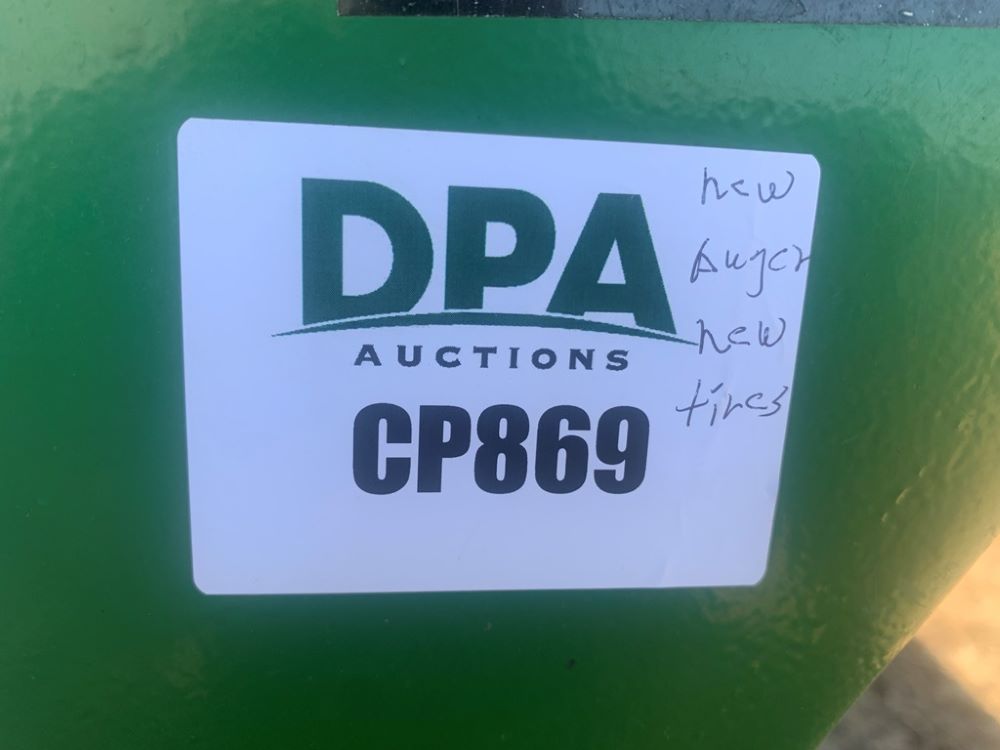 DPA
AUCTIONS
CP869
new
auger
new
tires